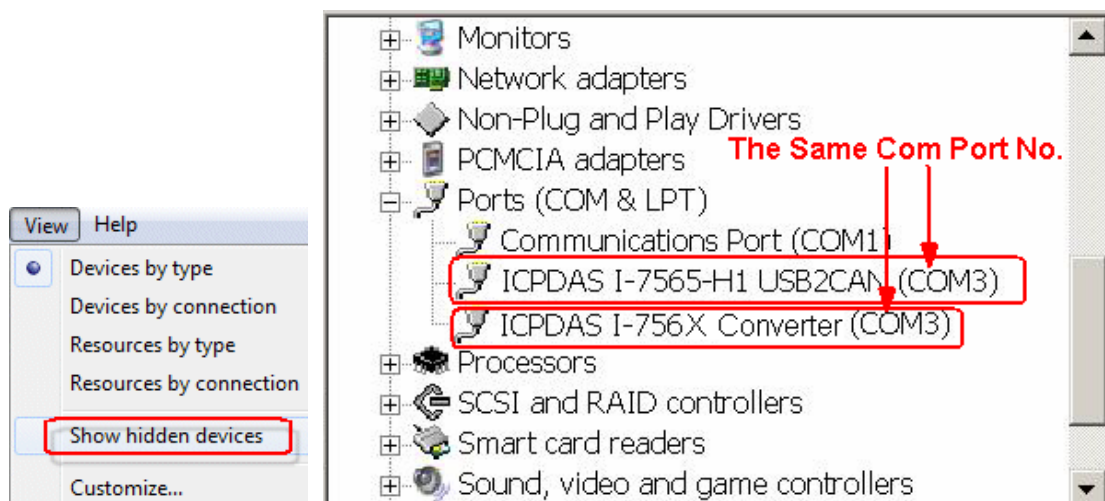 View Help
Devices by type
Devices by connection
Resources by type
Resources by connection
Show hidden devices
Customize...
Monitors
Network adapters
Non-Plug and Play Drivers
The Same Com Port No.
PCMCIA adapters
Ports (COM & LPT)
Communications Port (COM1)
ICPDAS I-7565-H1 USB2CAN (COM3)
ICPDAS I-756X Converter (COM3)
Processors
SCSI and RAID controllers
Smart card readers
Sound, video and game controllers